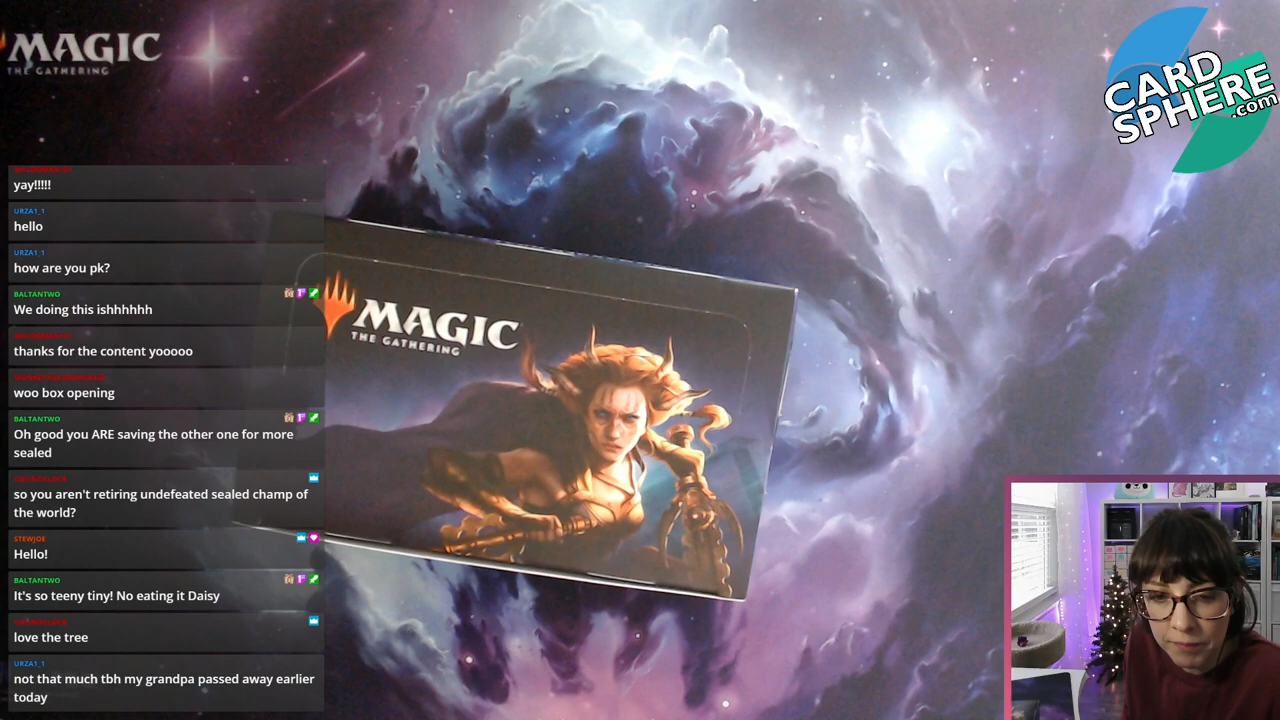 MAGIC
THE GATHERING
CARD
SPHERE
.com
yay!!!!!
URZA1_1
hello
URZA1_1
how are you pk?
BALTANTWO
We doing this ishhhhhh
thanks for the content yooooo
woo box opening
BALTANTWO
Oh good you ARE saving the other one for more
sealed
so you aren't retiring undefeated sealed champ of
the world?
STEWJOE
Hello!
BALTANTWO
It's so teeny tiny! No eating it Daisy
love the tree
URZA1_1
not that much tbh my grandpa passed away earlier
today
MAGIC
THE GATHERING